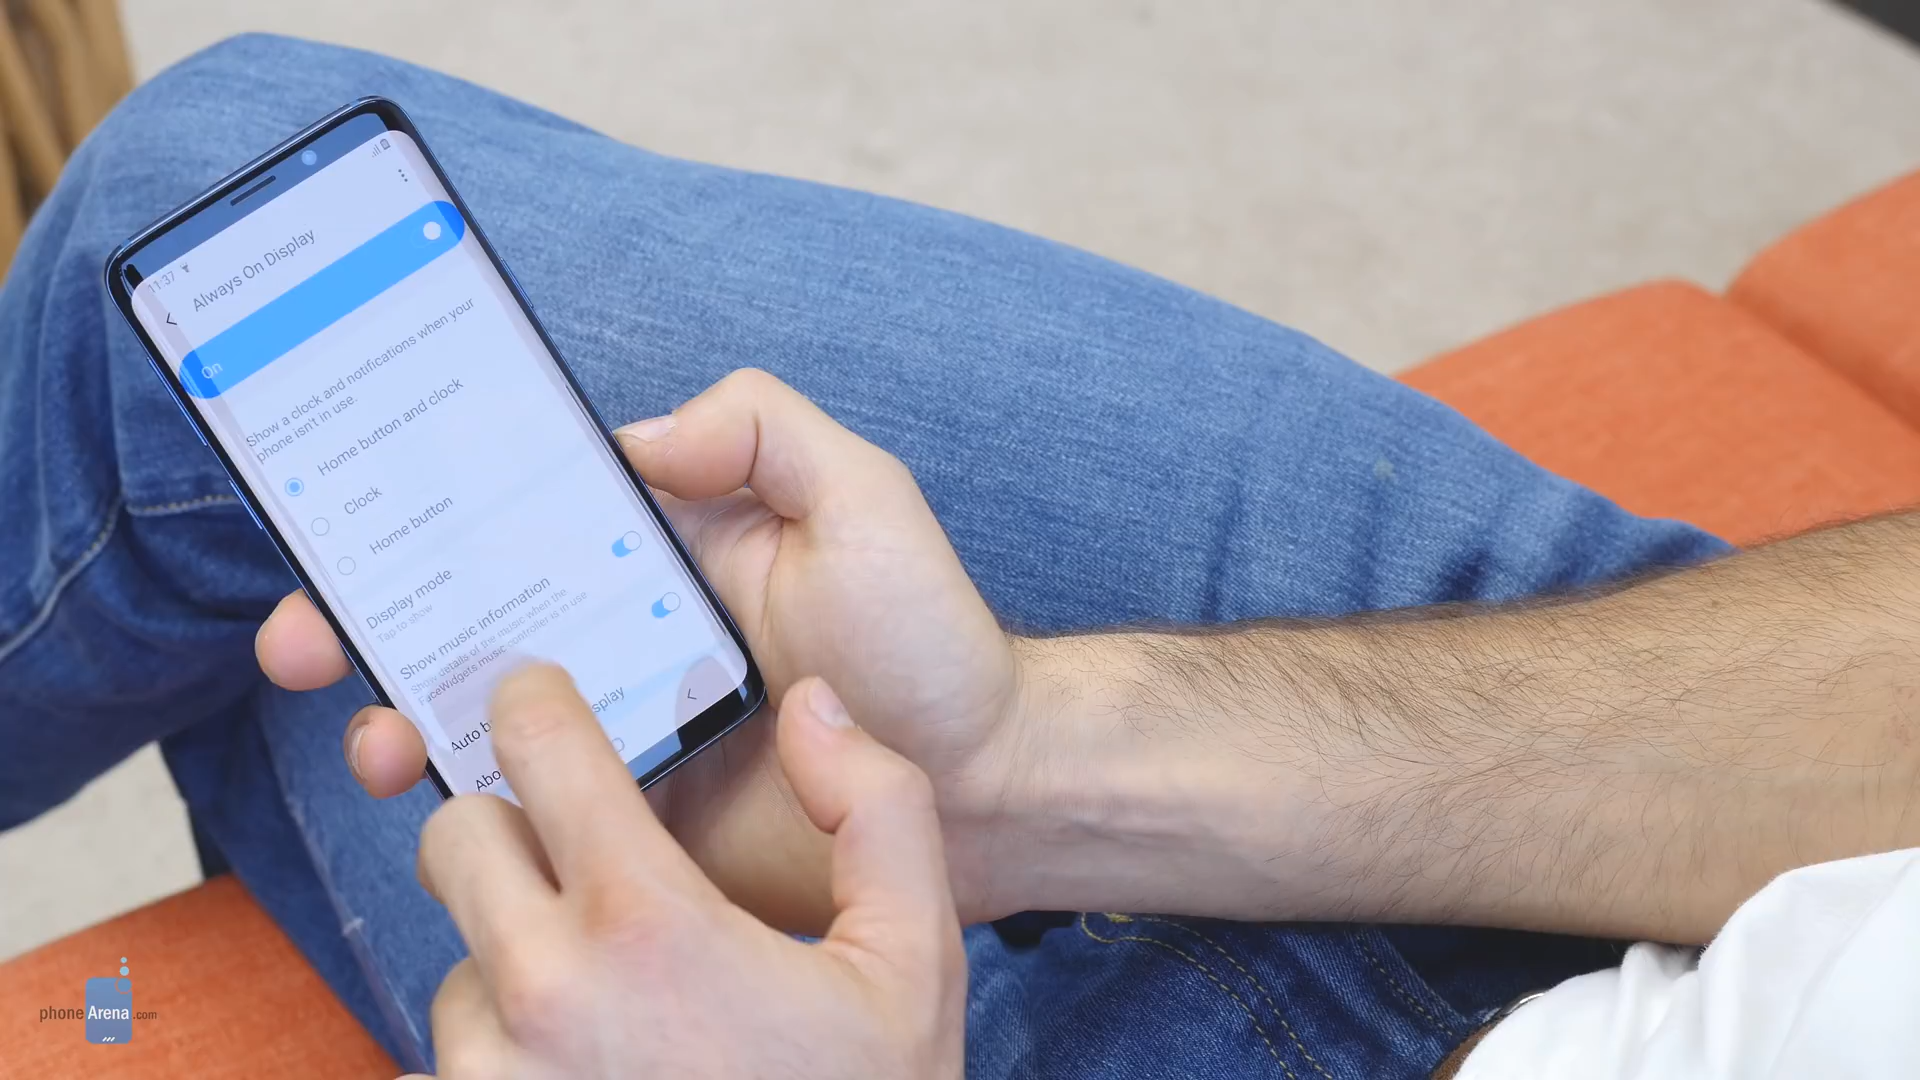 11:37
Always On Display
On
Show a clock and notifications when your
phone isn't in use.
Home button and clock
Clock
Home button
Display mode
Tap to show
Show music information
Show details of the music when the
FaceWidgets music controller is in use
Auto
phoneArena.com